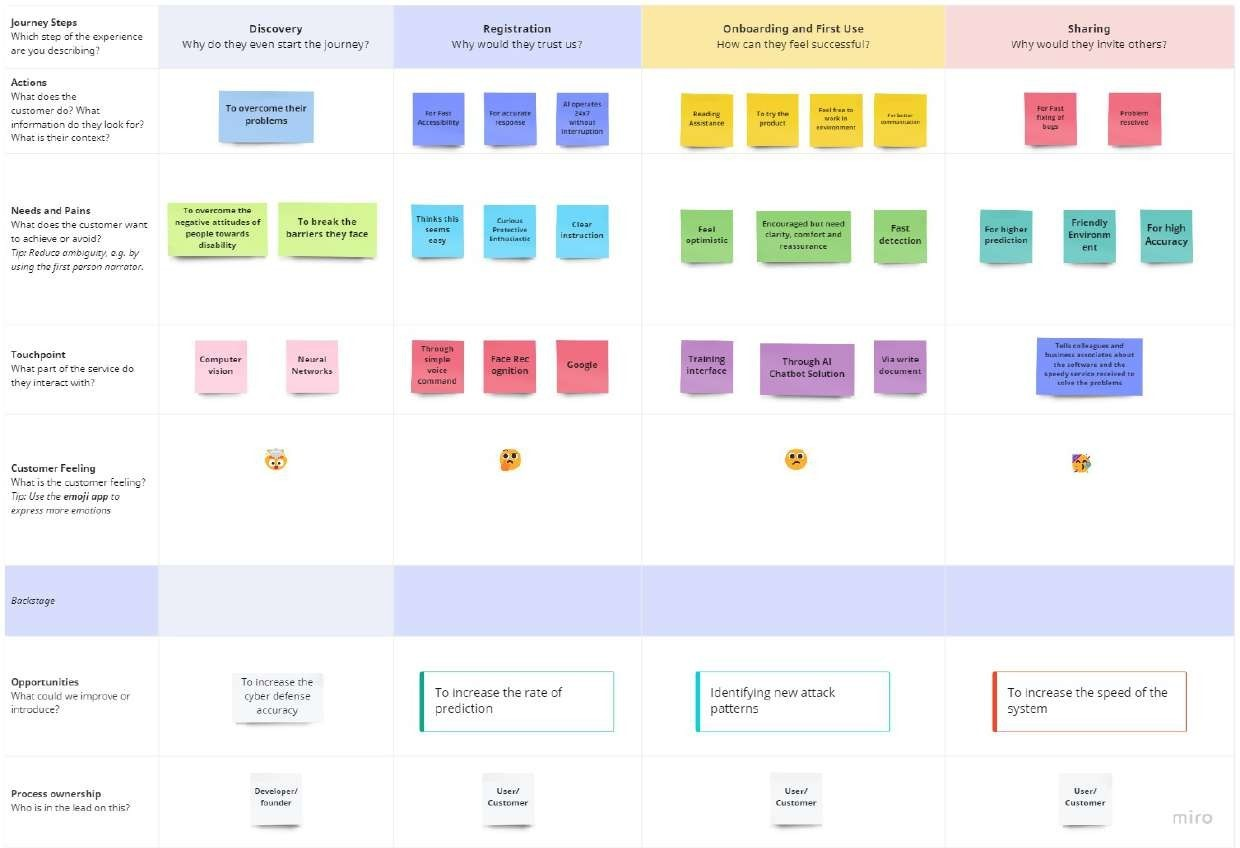 Journey Steps
Which step of the experience
are you describing?
Discovery
Why do they even start the journey?
Registration
Why would they trust us?
Onboarding and First Use
How can they feel successful?
Sharing
Why would they invite others?
Actions
What does the
customer do? What
information do they look for?
What is their context?
To overcome their
problems
For Fast
Accessibility
For accurate
response
AI operates
24x7
without
interruption
Reading
Assistance
To try the
product
Feel free to
work in
environment
For better
communication
For Fast
fixing of
bugs
Problem
resolved
Needs and Pains
What does the customer want
to achieve or avoid?
Tip: Reduce ambiguity, e.g. by
using the first person narrator.
To overcome the
negative attitudes of
people towards
disability
To break the
barriers they face
Thinks this
seems
easy
Curious
Protective
Enthusiastic
Clear
instruction
Feel
optimistic
Encouraged but need
clarity, comfort and
reassurance
Fast
detection
For higher
prediction
Friendly
Environm
ent
For high
Accuracy
Touchpoint
What part of the service do
they interact with?
Computer
vision
Neural
Networks
Through
simple
voice
command
Face Rec
ognition
Google
Training
interface
Through AI
Chatbot Solution
Via write
document
Tells colleagues and
business associates about
the software and the
speedy service received to
solve the problems
Customer Feeling
What is the customer feeling?
Tip: Use the emoji app to
express more emotions
Backstage
Opportunities
What could we improve or
introduce?
To increase the
cyber defense
accuracy
To increase the rate of
prediction
Identifying new attack
patterns
To increase the speed of the
system
Process ownership
Who is in the lead on this?
Developer/
founder
User/
Customer
User/
Customer
User/
Customer
miro